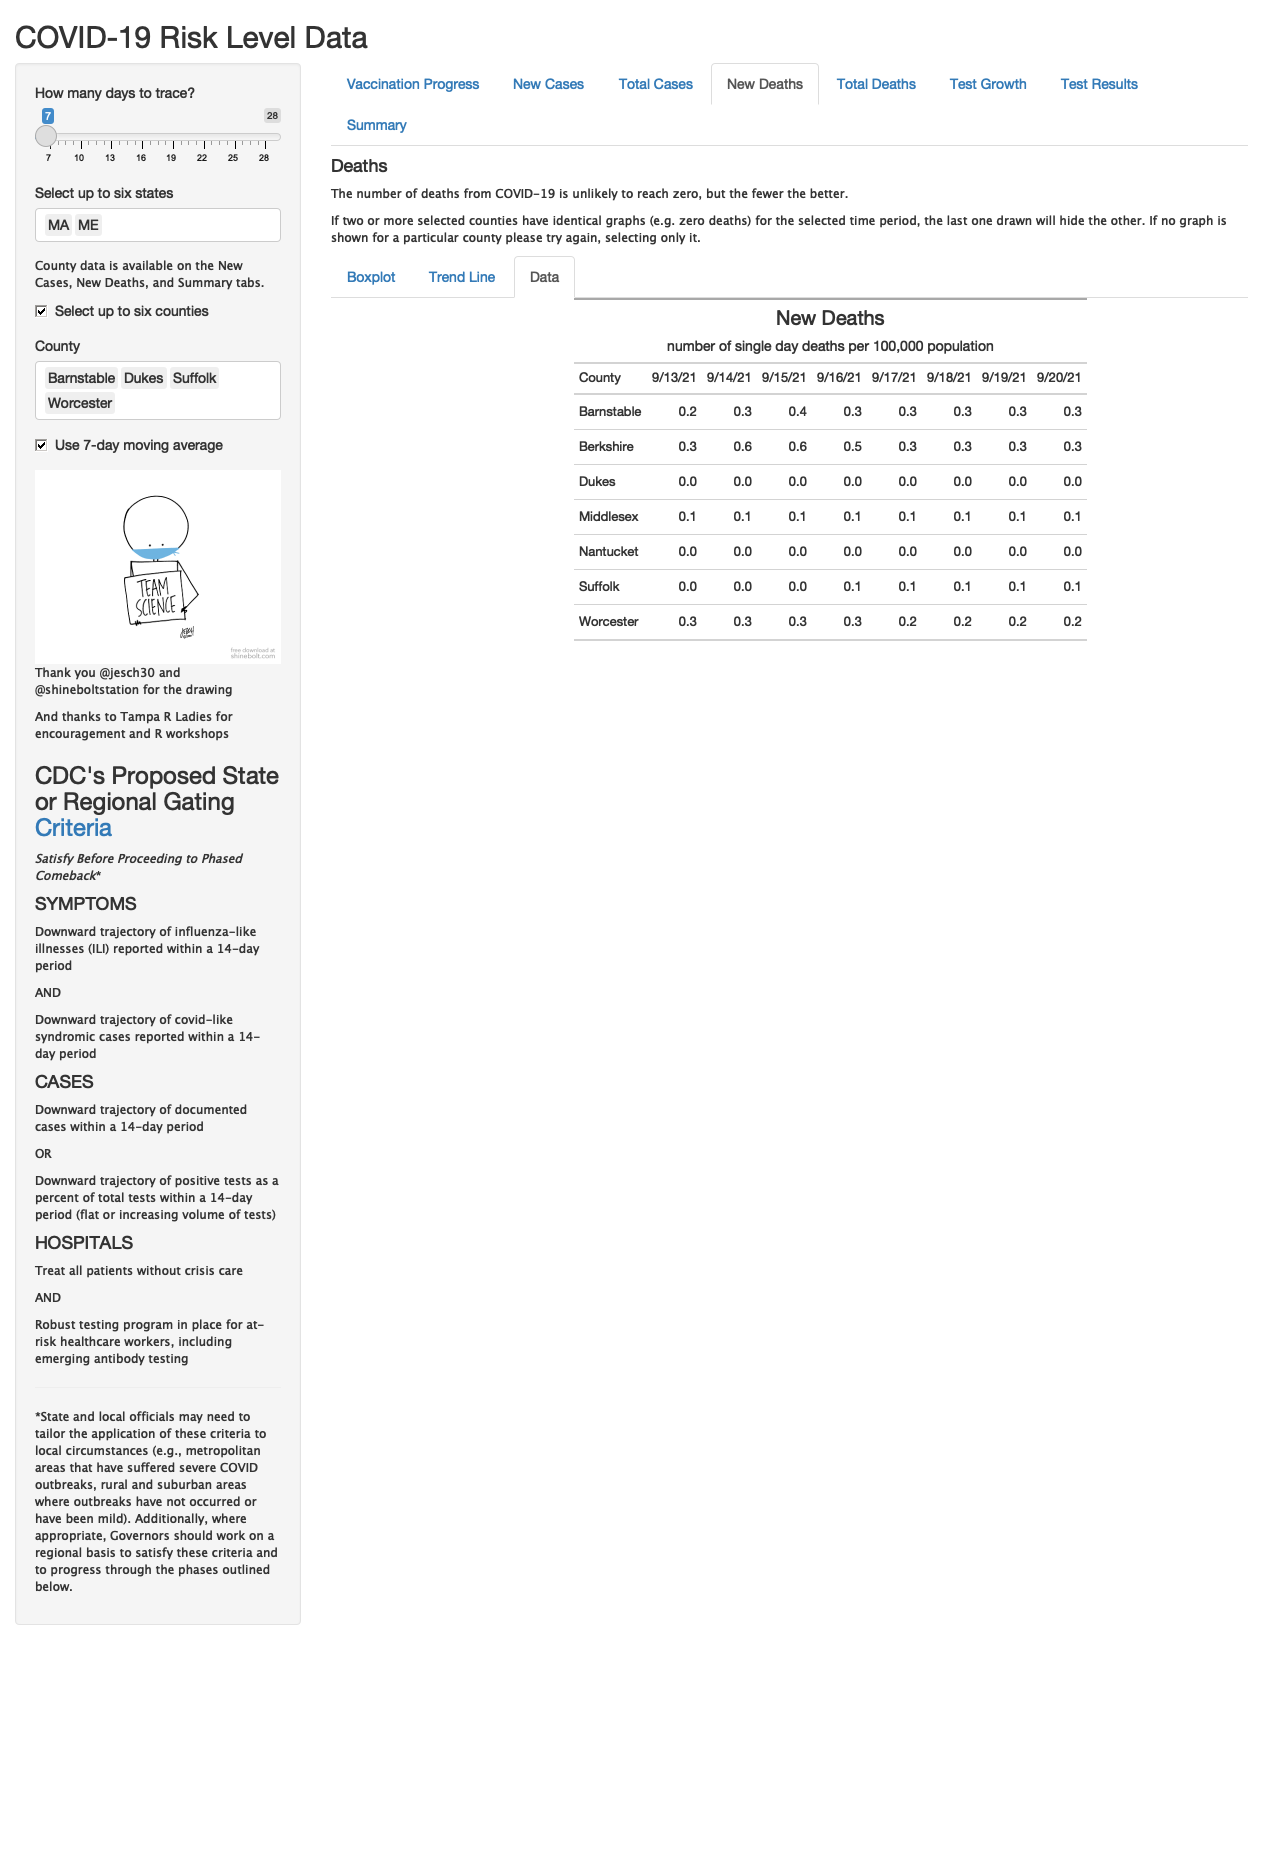 COVID-19 Risk Level Data
How many days to trace?
7 28
7 10 13 16 19 22 25 28
Select up to six states
MA ME
County data is available on the New
Cases, New Deaths, and Summary tabs.
Select up to six counties
County
Barnstable Dukes Suffolk
Worcester
Use 7-day moving average
TEAM
SCIENCE
free download at
shinebolt.com
Thank you @jesch30 and
@shineboltstation for the drawing
And thanks to Tampa R Ladies for
encouragement and R workshops
CDC's Proposed State
or Regional Gating
Criteria
Satisfy Before Proceeding to Phased
Comeback*
SYMPTOMS
Downward trajectory of influenza-like
illnesses (ILI) reported within a 14-day
period
AND
Downward trajectory of covid-like
syndromic cases reported within a 14-
day period
CASES
Downward trajectory of documented
cases within a 14-day period
OR
Downward trajectory of positive tests as a
percent of total tests within a 14-day
period (flat or increasing volume of tests)
HOSPITALS
Treat all patients without crisis care
AND
Robust testing program in place for at-
risk healthcare workers, including
emerging antibody testing
*State and local officials may need to
tailor the application of these criteria to
local circumstances (e.g., metropolitan
areas that have suffered severe COVID
outbreaks, rural and suburban areas
where outbreaks have not occurred or
have been mild). Additionally, where
appropriate, Governors should work on a
regional basis to satisfy these criteria and
to progress through the phases outlined
below.
Vaccination Progress New Cases Total Cases New Deaths Total Deaths Test Growth Test Results
Summary
Deaths
The number of deaths from COVID-19 is unlikely to reach zero, but the fewer the better.
If two or more selected counties have identical graphs (e.g. zero deaths) for the selected time period, the last one drawn will hide the other. If no graph is
shown for a particular county please try again, selecting only it.
Boxplot Trend Line Data
New Deaths
number of single day deaths per 100,000 population
County 9/13/21 9/14/21 9/15/21 9/16/21 9/17/21 9/18/21 9/19/21 9/20/21
Barnstable 0.2 0.3 0.4 0.3 0.3 0.3 0.3 0.3
Berkshire 0.3 0.6 0.6 0.5 0.3 0.3 0.3 0.3
Dukes 0.0 0.0 0.0 0.0 0.0 0.0 0.0 0.0
Middlesex 0.1 0.1 0.1 0.1 0.1 0.1 0.1 0.1
Nantucket 0.0 0.0 0.0 0.0 0.0 0.0 0.0 0.0
Suffolk 0.0 0.0 0.0 0.1 0.1 0.1 0.1 0.1
Worcester 0.3 0.3 0.3 0.3 0.2 0.2 0.2 0.2